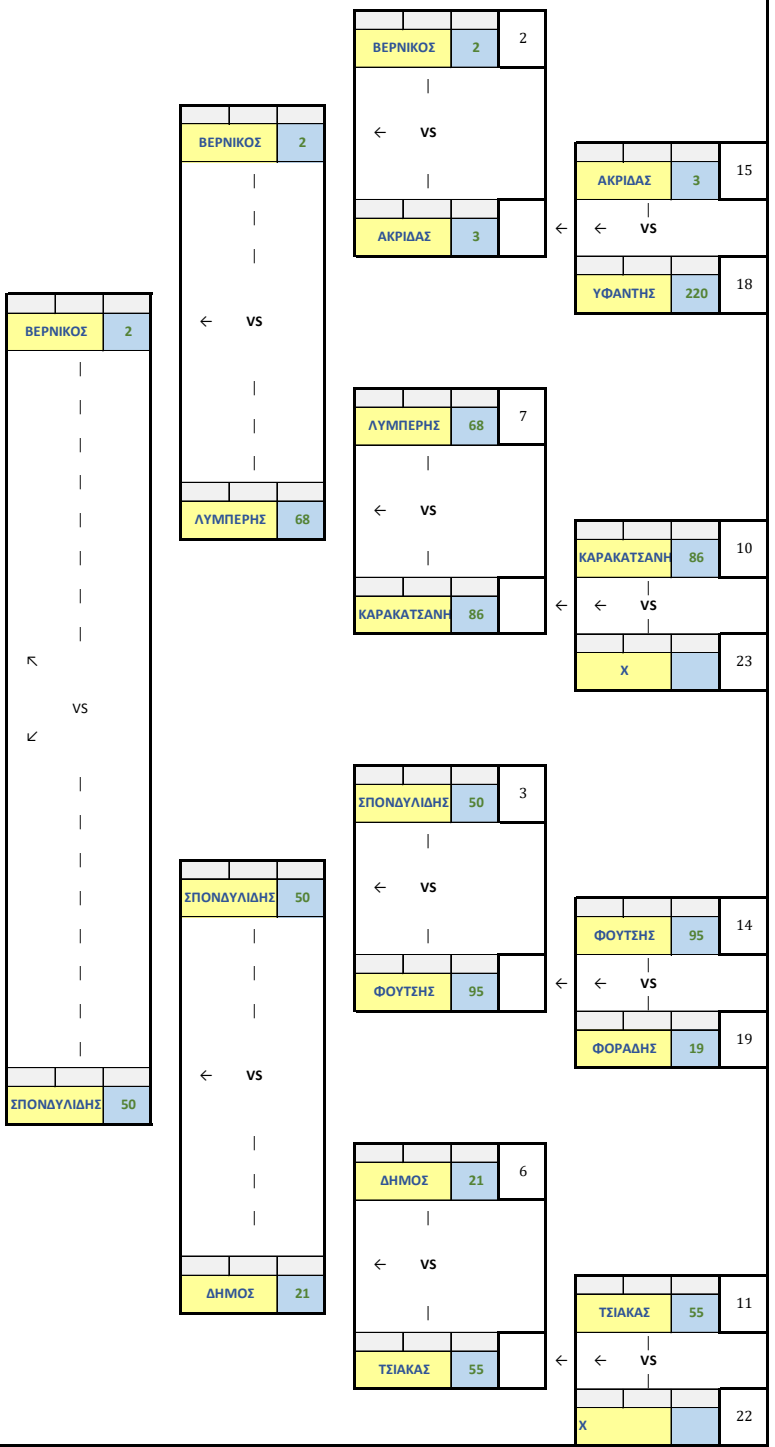 ΒΕΡΝΙΚΟΣ 2 2
|
← VS
|
ΑΚΡΙΔΑΣ 3
ΒΕΡΝΙΚΟΣ 2
|
|
|
← VS
|
|
|
ΛΥΜΠΕΡΗΣ 68
← ΑΚΡΙΔΑΣ 3 15
|
← VS
ΥΦΑΝΤΗΣ 220 18
ΒΕΡΝΙΚΟΣ 2
|
|
|
|
|
|
|
|
↖
VS
↙
|
|
|
|
|
|
|
|
ΣΠΟΝΔΥΛΙΔΗΣ 50
ΛΥΜΠΕΡΗΣ 68 7
|
← VS
|
ΚΑΡΑΚΑΤΣΑΝΗ 86
← ΚΑΡΑΚΑΤΣΑΝΗ 86 10
|
← VS
|
Χ 23
ΣΠΟΝΔΥΛΙΔΗΣ 50 3
|
← VS
|
ΦΟΥΤΣΗΣ 95
ΣΠΟΝΔΥΛΙΔΗΣ 50
|
|
|
← VS
|
|
|
ΔΗΜΟΣ 21
← ΦΟΥΤΣΗΣ 95 14
|
← VS
|
ΦΟΡΑΔΗΣ 19 19
ΔΗΜΟΣ 21 6
|
← VS
|
ΤΣΙΑΚΑΣ 55
← ΤΣΙΑΚΑΣ 55 11
|
← VS
|
Χ 22